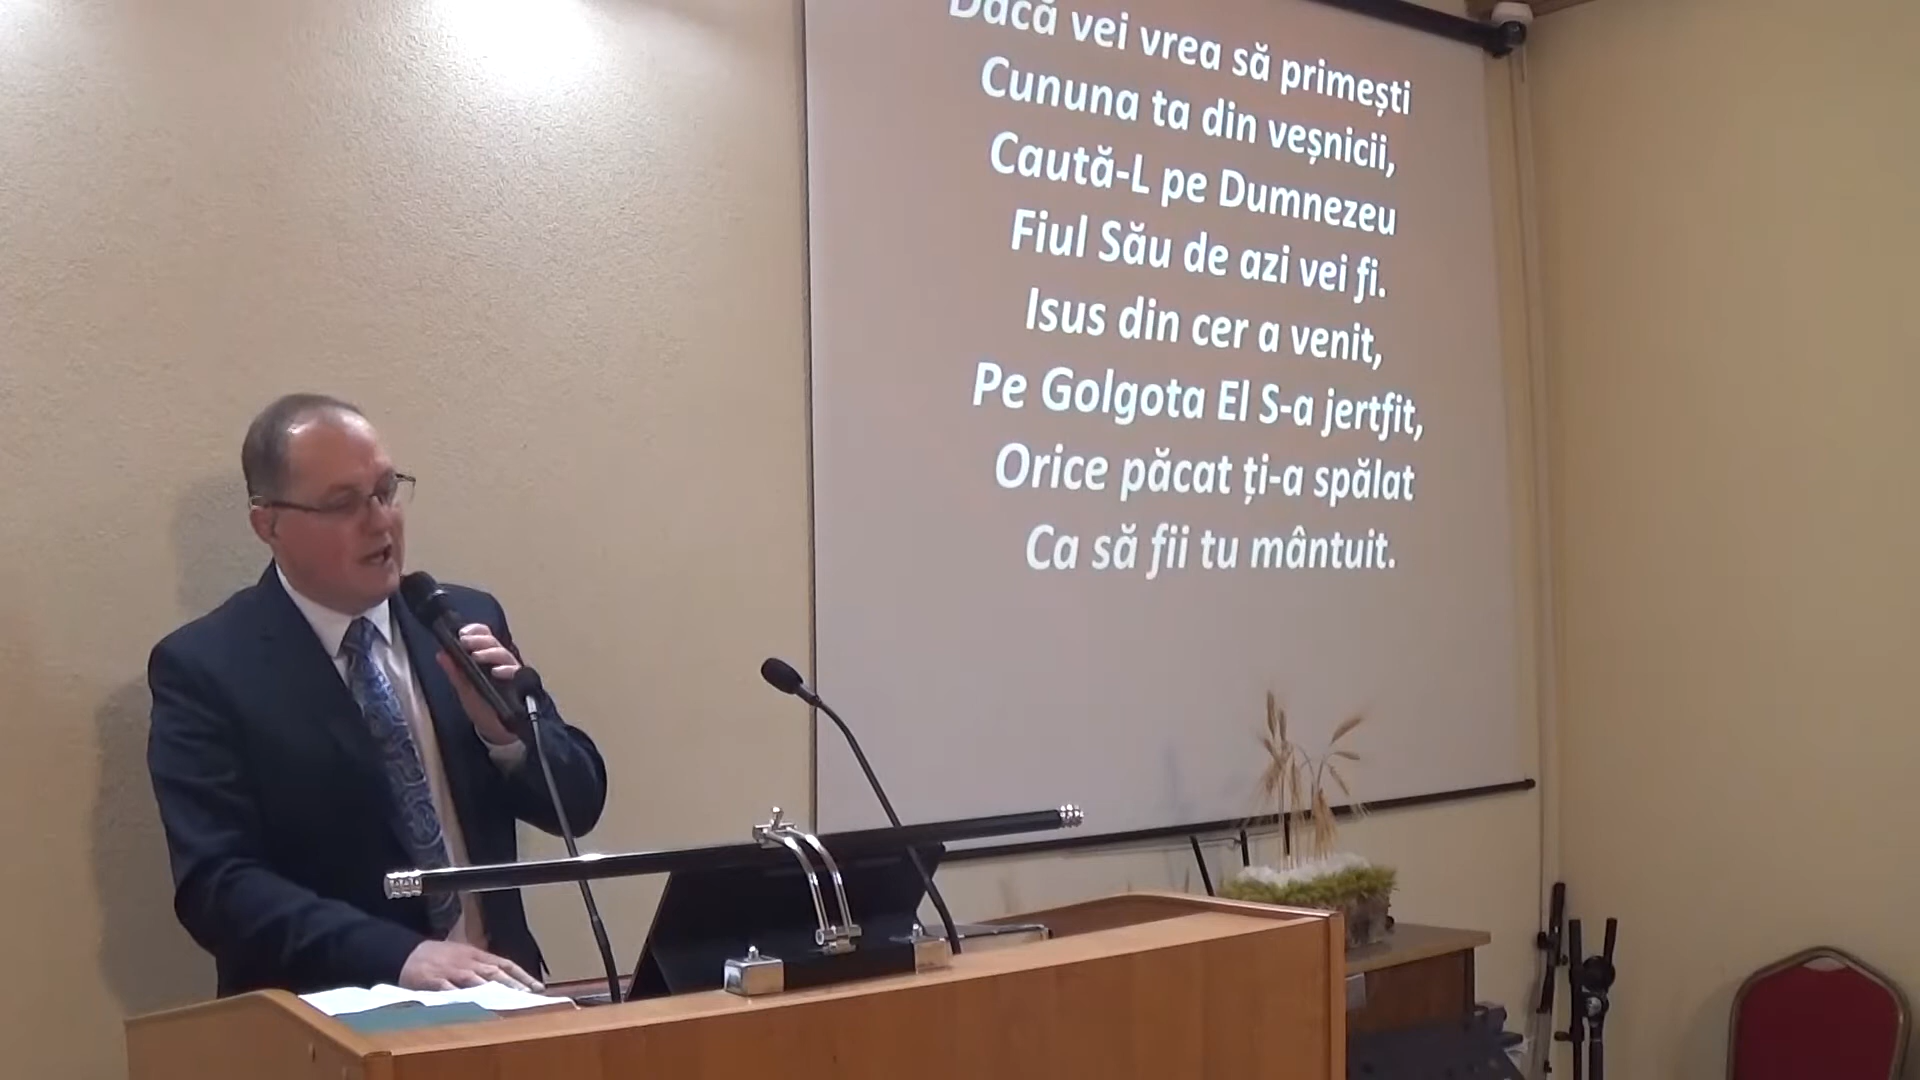 Dacă vei vrea să primești
Cununa ta din veșnicii,
Caută-L pe Dumnezeu
Fiul Său de azi vei fi.
Isus din cer a venit,
Pe Golgota El S-a jertfit,
Orice păcat ți-a spălat
Ca să fii tu mântuit.